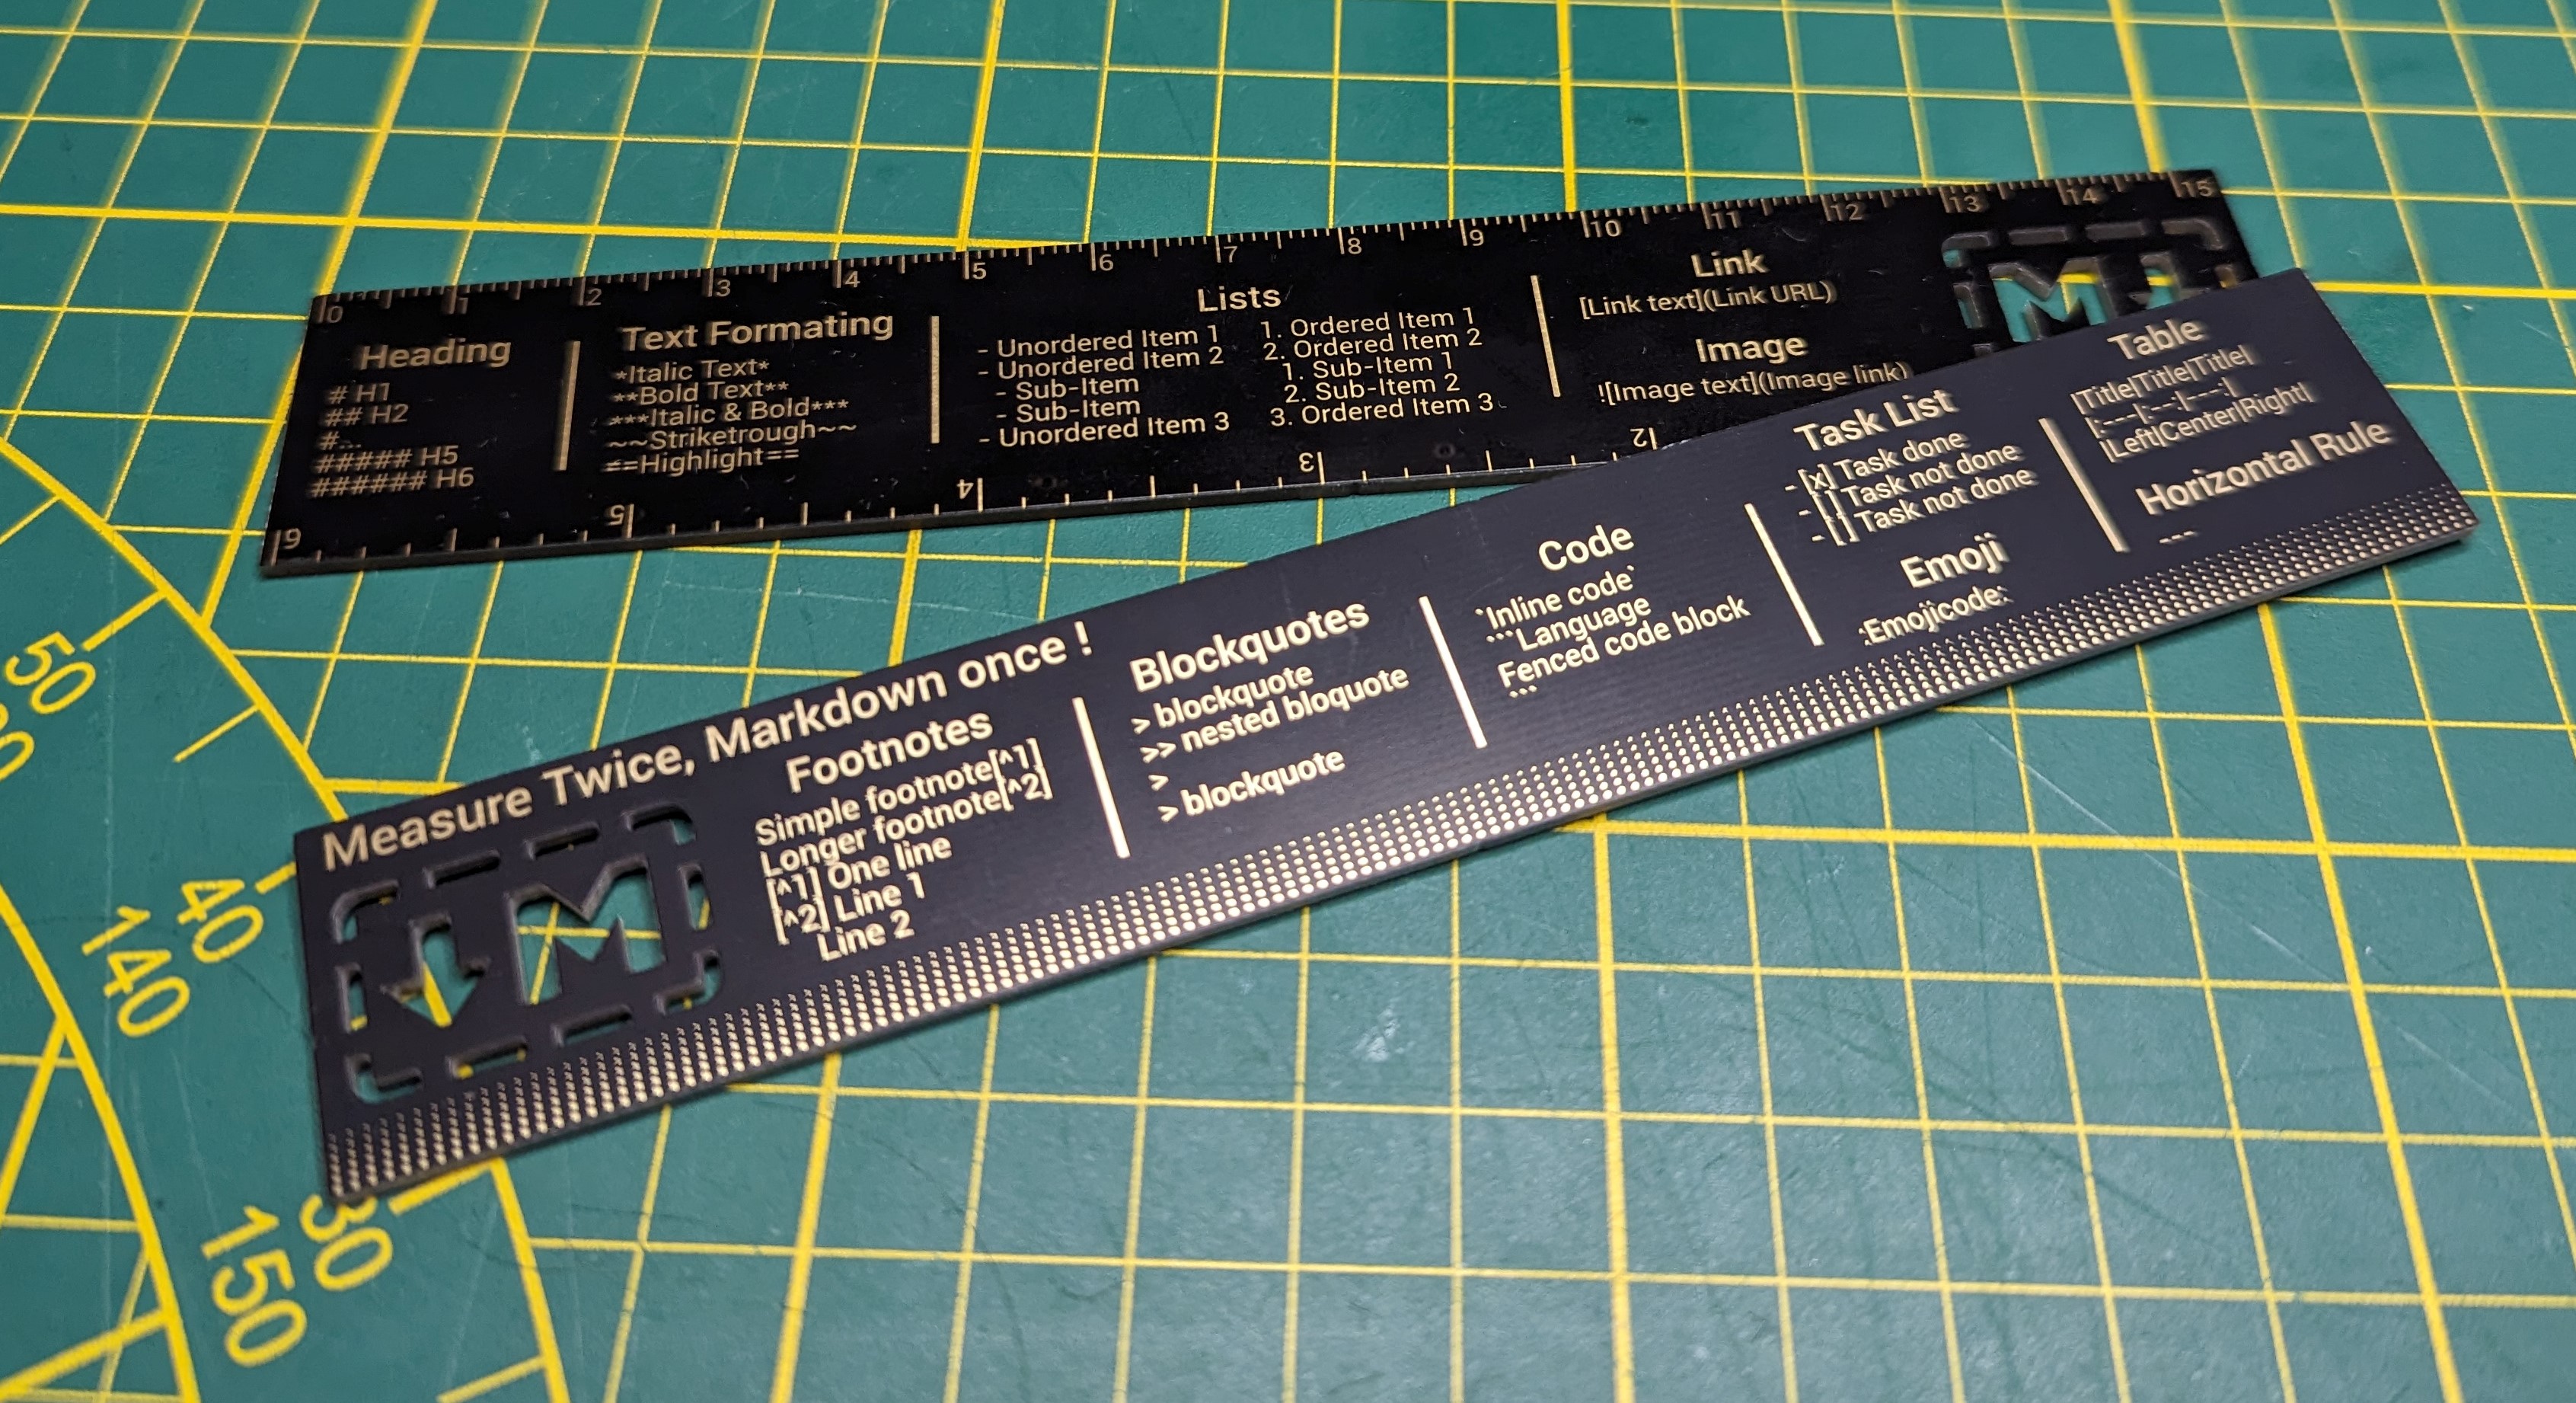 0 1 2 3 4 5 6 7 8 9 10 11 12 13 14 15
Heading
# H1
## H2
#...
##### H5
###### H6
Text Formating
*Italic Text*
**Bold Text**
***Italic & Bold***
~~Striketrough~~
==Highlight==
Lists
- Unordered Item 1
- Unordered Item 2
- Sub-Item
- Sub-Item
- Unordered Item 3
1. Ordered Item 1
2. Ordered Item 2
1. Sub-Item 1
2. Sub-Item 2
3. Ordered Item 3
Link
[Link text](Link URL)
Image
![Image text](Image link)
6 5 4 3 2
Measure Twice, Markdown once !
Footnotes
Simple footnote[^1]
Longer footnote[^2]
[^1] One line
[^2] Line 1
Line 2
Blockquotes
> blockquote
>> nested bloquote
>
> blockquote
Code
`Inline code`
```Language
Fenced code block
```
Task List
- [x] Task done
- [ ] Task not done
- [ ] Task not done
Emoji
:Emojicode:
Table
|Title|Title|Title|
|:---|:--:|---:|
|Left|Center|Right|
Horizontal Rule
---
50
40
140
30
150